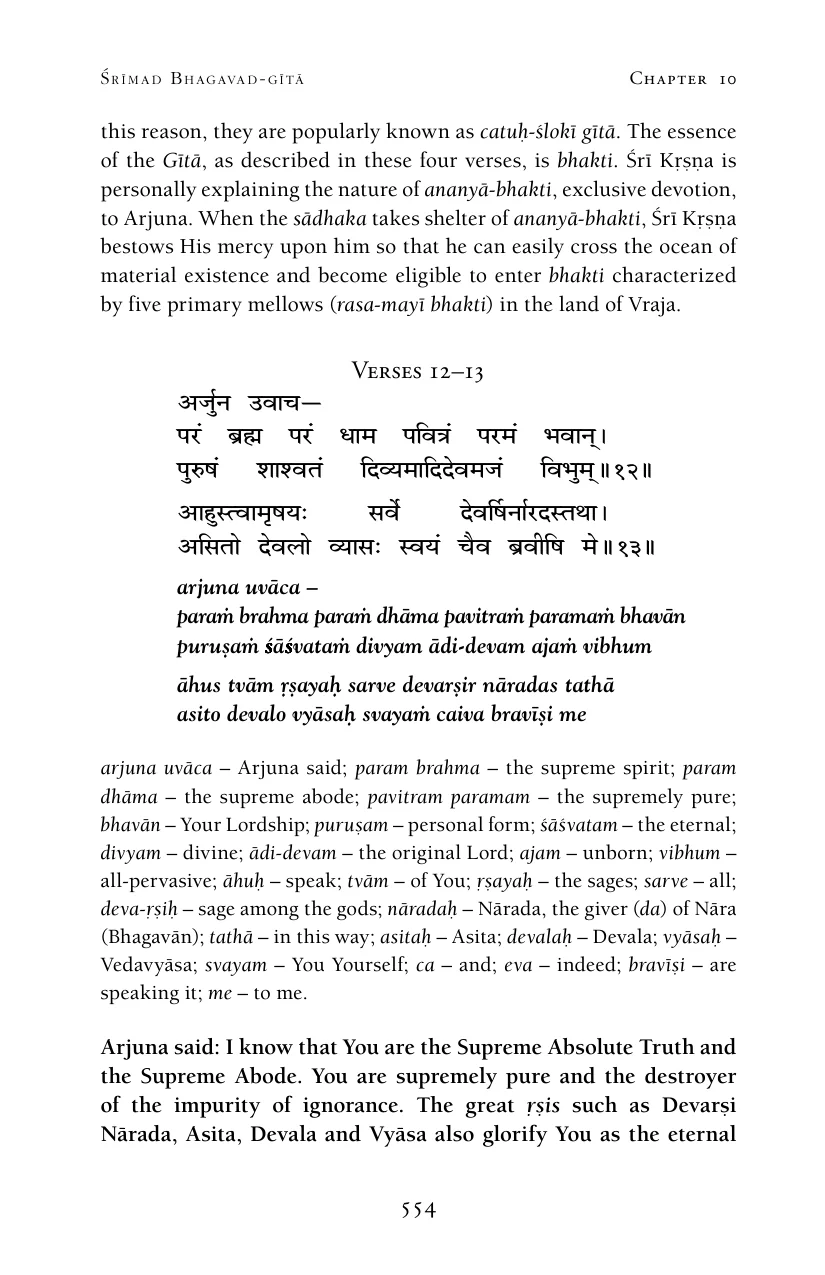 Śrīmad Bhagavad-gītā Chapter 10
this reason, they are popularly known as catuḥ-ślokī gītā. The essence
of the Gītā, as described in these four verses, is bhakti. Śrī Kṛṣṇa is
personally explaining the nature of ananyā-bhakti, exclusive devotion,
to Arjuna. When the sādhaka takes shelter of ananyā-bhakti, Śrī Kṛṣṇa
bestows His mercy upon him so that he can easily cross the ocean of
material existence and become eligible to enter bhakti characterized
by five primary mellows (rasa-mayī bhakti) in the land of Vraja.
Verses 12–13
अर्जुन उवाच—
परं ब्रह्म परं धाम पवित्रं परमं भवान्।
पुरुषं शाश्वतं दिव्यमादिदेवमजं विभुम्॥१२॥
आहुस्त्वामृषयः सर्वे देवर्षिर्नारदस्तथा।
असितो देवलो व्यासः स्वयं चैव ब्रवीषि मे॥१३॥
arjuna uvāca –
paraṁ brahma paraṁ dhāma pavitraṁ paramaṁ bhavān
puruṣaṁ śāśvataṁ divyam ādi-devam ajaṁ vibhum
āhus tvām ṛṣayaḥ sarve devarṣir nāradas tathā
asito devalo vyāsaḥ svayaṁ caiva bravīṣi me
arjuna uvāca – Arjuna said; param brahma – the supreme spirit; param
dhāma – the supreme abode; pavitram paramam – the supremely pure;
bhavān – Your Lordship; puruṣam – personal form; śāśvatam – the eternal;
divyam – divine; ādi-devam – the original Lord; ajam – unborn; vibhum –
all-pervasive; āhuḥ – speak; tvām – of You; ṛṣayaḥ – the sages; sarve – all;
deva-ṛṣiḥ – sage among the gods; nāradaḥ – Nārada, the giver (da) of Nāra
(Bhagavān); tathā – in this way; asitaḥ – Asita; devalaḥ – Devala; vyāsaḥ –
Vedavyāsa; svayam – You Yourself; ca – and; eva – indeed; bravīṣi – are
speaking it; me – to me.
Arjuna said: I know that You are the Supreme Absolute Truth and
the Supreme Abode. You are supremely pure and the destroyer
of the impurity of ignorance. The great ṛṣis such as Devarṣi
Nārada, Asita, Devala and Vyāsa also glorify You as the eternal
554